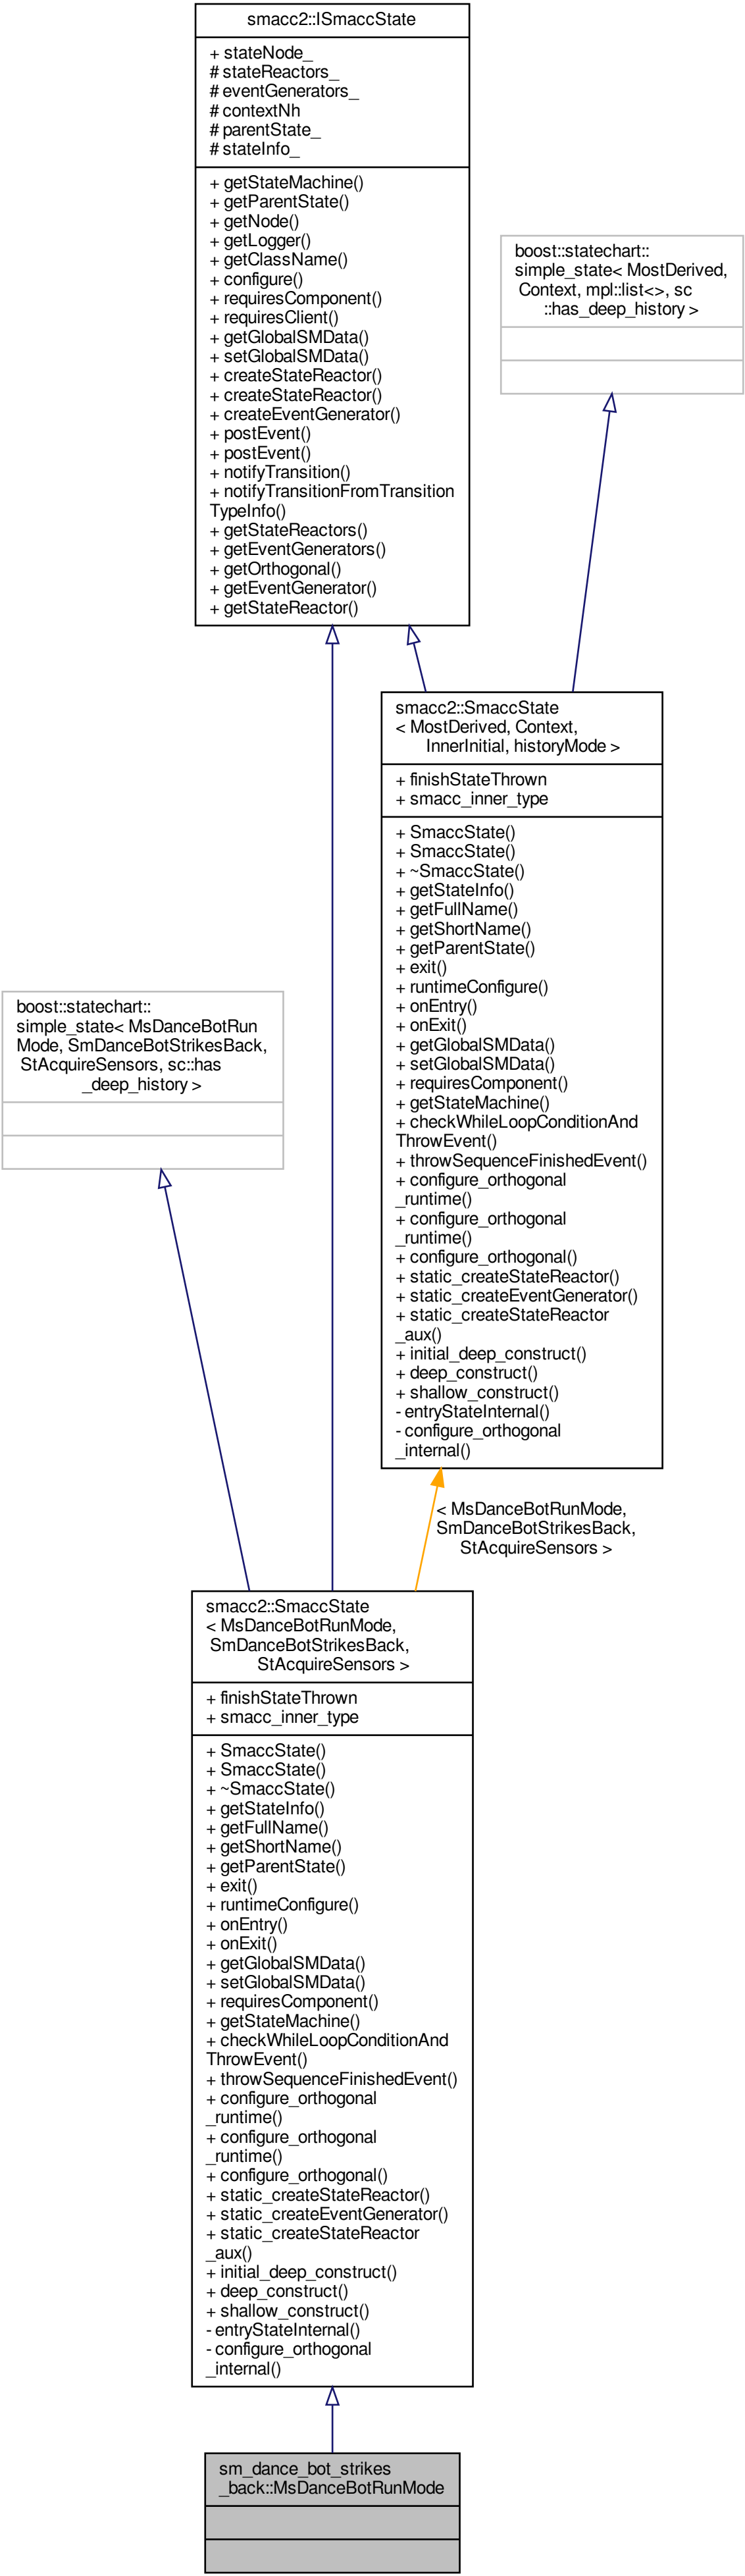 smacc2::ISmaccState
+ stateNode_
# stateReactors_
# eventGenerators_
# contextNh
# parentState_
# stateInfo_
+ getStateMachine()
+ getParentState()
+ getNode()
+ getLogger()
+ getClassName()
+ configure()
+ requiresComponent()
+ requiresClient()
+ getGlobalSMData()
+ setGlobalSMData()
+ createStateReactor()
+ createStateReactor()
+ createEventGenerator()
+ postEvent()
+ postEvent()
+ notifyTransition()
+ notifyTransitionFromTransition
TypeInfo()
+ getStateReactors()
+ getEventGenerators()
+ getOrthogonal()
+ getEventGenerator()
+ getStateReactor()
boost::statechart::
simple_state< MostDerived,
Context, mpl::list<>, sc
::has_deep_history >
smacc2::SmaccState
< MostDerived, Context,
InnerInitial, historyMode >
+ finishStateThrown
+ smacc_inner_type
+ SmaccState()
+ SmaccState()
+ ~SmaccState()
+ getStateInfo()
+ getFullName()
+ getShortName()
+ getParentState()
+ exit()
+ runtimeConfigure()
+ onEntry()
+ onExit()
+ getGlobalSMData()
+ setGlobalSMData()
+ requiresComponent()
+ getStateMachine()
+ checkWhileLoopConditionAnd
ThrowEvent()
+ throwSequenceFinishedEvent()
+ configure_orthogonal
_runtime()
+ configure_orthogonal
_runtime()
+ configure_orthogonal()
+ static_createStateReactor()
+ static_createEventGenerator()
+ static_createStateReactor
_aux()
+ initial_deep_construct()
+ deep_construct()
+ shallow_construct()
- entryStateInternal()
- configure_orthogonal
_internal()
boost::statechart::
simple_state< MsDanceBotRun
Mode, SmDanceBotStrikesBack,
StAcquireSensors, sc::has
_deep_history >
< MsDanceBotRunMode,
SmDanceBotStrikesBack,
StAcquireSensors >
smacc2::SmaccState
< MsDanceBotRunMode,
SmDanceBotStrikesBack,
StAcquireSensors >
+ finishStateThrown
+ smacc_inner_type
+ SmaccState()
+ SmaccState()
+ ~SmaccState()
+ getStateInfo()
+ getFullName()
+ getShortName()
+ getParentState()
+ exit()
+ runtimeConfigure()
+ onEntry()
+ onExit()
+ getGlobalSMData()
+ setGlobalSMData()
+ requiresComponent()
+ getStateMachine()
+ checkWhileLoopConditionAnd
ThrowEvent()
+ throwSequenceFinishedEvent()
+ configure_orthogonal
_runtime()
+ configure_orthogonal
_runtime()
+ configure_orthogonal()
+ static_createStateReactor()
+ static_createEventGenerator()
+ static_createStateReactor
_aux()
+ initial_deep_construct()
+ deep_construct()
+ shallow_construct()
- entryStateInternal()
- configure_orthogonal
_internal()
sm_dance_bot_strikes
_back::MsDanceBotRunMode